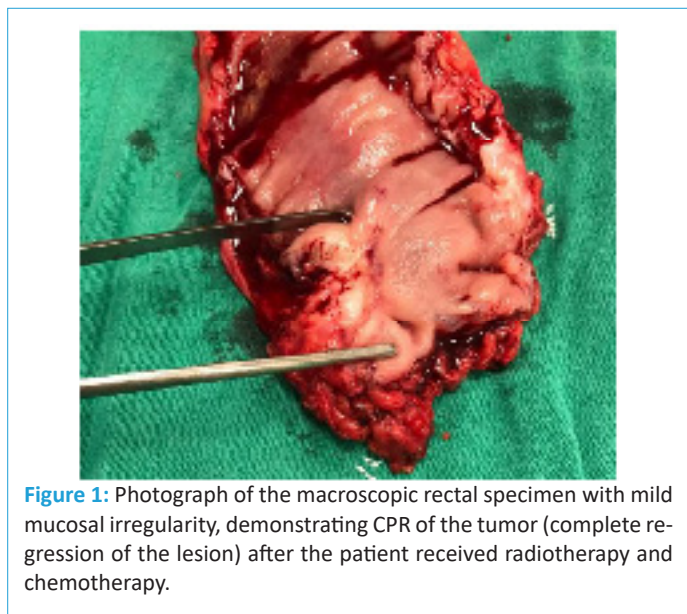 Figure 1: Photograph of the macroscopic rectal specimen with mild
mucosal irregularity, demonstrating CPR of the tumor (complete re-
gression of the lesion) after the patient received radiotherapy and
chemotherapy.